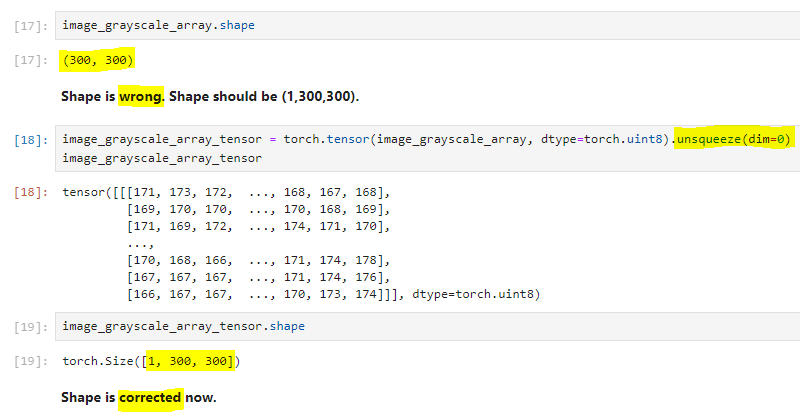 [17]: image_grayscale_array.shape
[17]: (300, 300)
Shape is wrong. Shape should be (1,300,300).
[18]: image_grayscale_array_tensor = torch.tensor(image_grayscale_array, dtype=torch.uint8).unsqueeze(dim=0)
image_grayscale_array_tensor
[18]: tensor([[[171, 173, 172,  ..., 168, 167, 168],
[169, 170, 170,  ..., 170, 168, 169],
[171, 169, 172,  ..., 174, 171, 170],
...,
[170, 168, 166,  ..., 171, 174, 178],
[167, 167, 167,  ..., 171, 174, 176],
[166, 167, 167,  ..., 170, 173, 174]]], dtype=torch.uint8)
[19]: image_grayscale_array_tensor.shape
[19]: torch.Size([1, 300, 300])
Shape is corrected now.